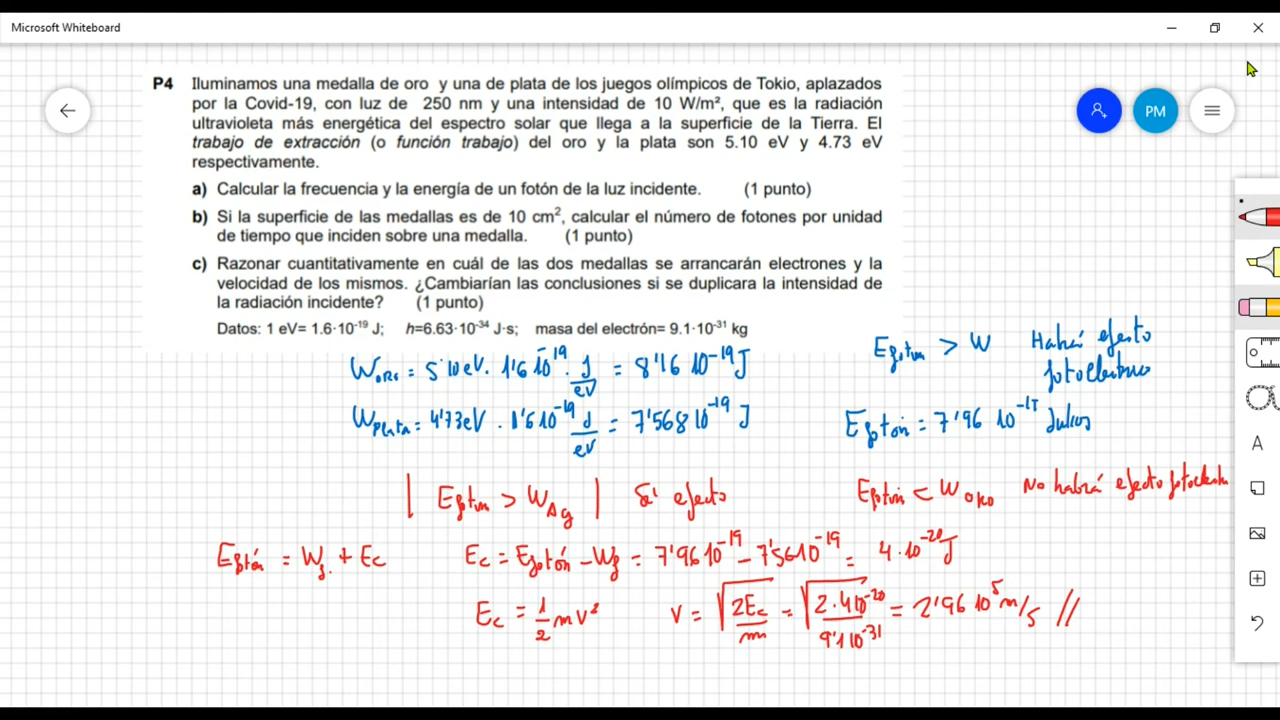 Microsoft Whiteboard
P4 Iluminamos una medalla de oro y una de plata de los juegos olímpicos de Tokio, aplazados
por la Covid-19, con luz de 250 nm y una intensidad de 10 W/m², que es la radiación
ultravioleta más energética del espectro solar que llega a la superficie de la Tierra. El
trabajo de extracción (o función trabajo) del oro y la plata son 5.10 eV y 4.73 eV
respectivamente.
PM
a) Calcular la frecuencia y la energía de un fotón de la luz incidente. (1 punto)
b) Si la superficie de las medallas es de 10 cm², calcular el número de fotones por unidad
de tiempo que inciden sobre una medalla. (1 punto)
c) Razonar cuantitativamente en cuál de las dos medallas se arrancarán electrones y la
velocidad de los mismos. ¿Cambiarían las conclusiones si se duplicara la intensidad de
la radiación incidente? (1 punto)
Datos: 1 eV= 1.6·10⁻¹⁹ J; h=6.63·10⁻³⁴ J·s; masa del electrón= 9.1·10⁻³¹ kg
W oro = 5'10 eV · 1'6 10⁻¹⁹ · J/eV = 8'16 10⁻¹⁹ J
Efotón > W Habrá efecto
fotoeléctrico
W Plata = 4'73 eV · 1'6 10⁻¹⁹ J/eV = 7'568 10⁻¹⁹ J
Efotón = 7'96 10⁻¹⁹ Julios
| Efotón > W Ag | Sí efecto
Efotón < W oro No habrá efecto
Efotón = W + Ec
Ec = Efotón - W = 7'96 10⁻¹⁹ - 7'56 10⁻¹⁹ = 4·10⁻²⁰ J
Ec = 1/2 m v²
v = √(2Ec/m) = √(2·4 10⁻²⁰/9'1 10⁻³¹) = 2'96 10⁵ m/s //
A